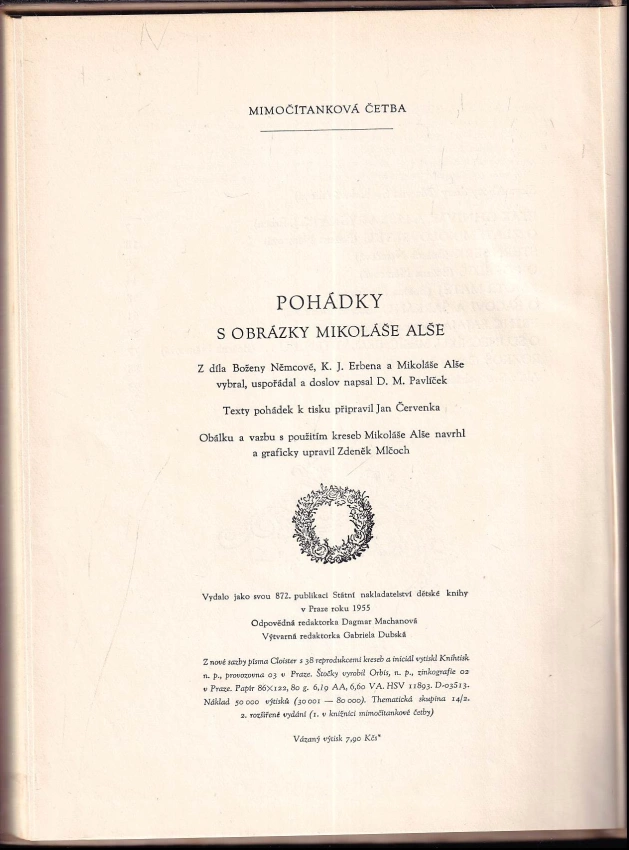 MIMOČÍTANKOVÁ ČETBA
POHÁDKY
S OBRÁZKY MIKOLÁŠE ALŠE
Z díla Boženy Němcové, K. J. Erbena a Mikoláše Alše
vybral, uspořádal a doslov napsal D. M. Pavlíček
Texty pohádek k tisku připravil Jan Červenka
Obálku a vazbu s použitím kreseb Mikoláše Alše navrhl
a graficky upravil Zdeněk Mlčoch
Vydalo jako svou 872. publikaci Státní nakladatelství dětské knihy
v Praze roku 1955
Odpovědná redaktorka Dagmar Machanová
Výtvarná redaktorka Gabriela Dubská
Z nové sazby písma Cloister s 38 reprodukcemi kreseb a iniciál vytiskl Knihtisk
n. p., provozovna 03 v Praze. Štočky vyrobil Orbis, n. p., zinkografie 02
v Praze. Papír 86×122, 80 g. 6,19 AA, 6,60 VA. HSV 11893. D-03513.
Náklad 50 000 výtisků (30 001 — 80 000). Thematická skupina 14/2.
2. rozšířené vydání (1. v knižnici mimočítankové četby)
Vázaný výtisk 7,90 Kčs*